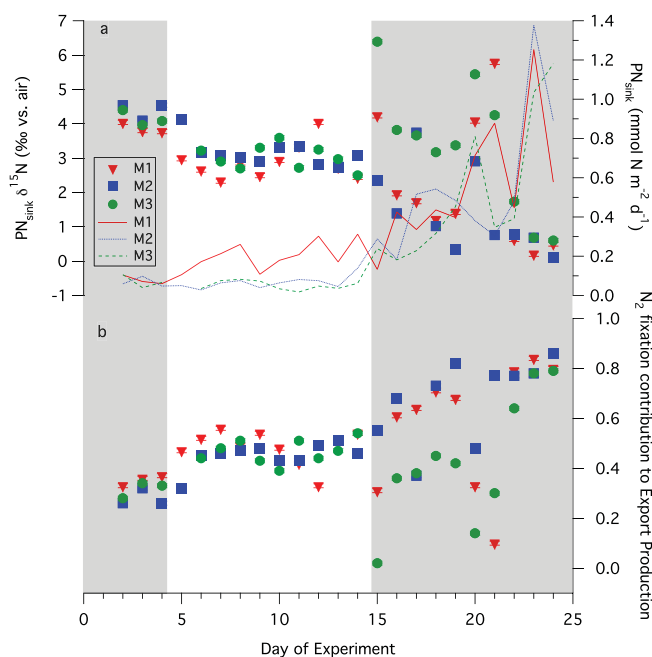 a
7
6
5
4
3
2
1
0
-1
PNsink δ¹⁵N (‰ vs. air)
1.4
1.2
1.0
0.8
0.6
0.4
0.2
0.0
PNsink (mmol N m⁻² d⁻¹)
M1
M2
M3
M1
M2
M3
b
1.0
0.8
0.6
0.4
0.2
0.0
N₂ fixation contribution to Export Production
0 5 10 15 20 25
Day of Experiment